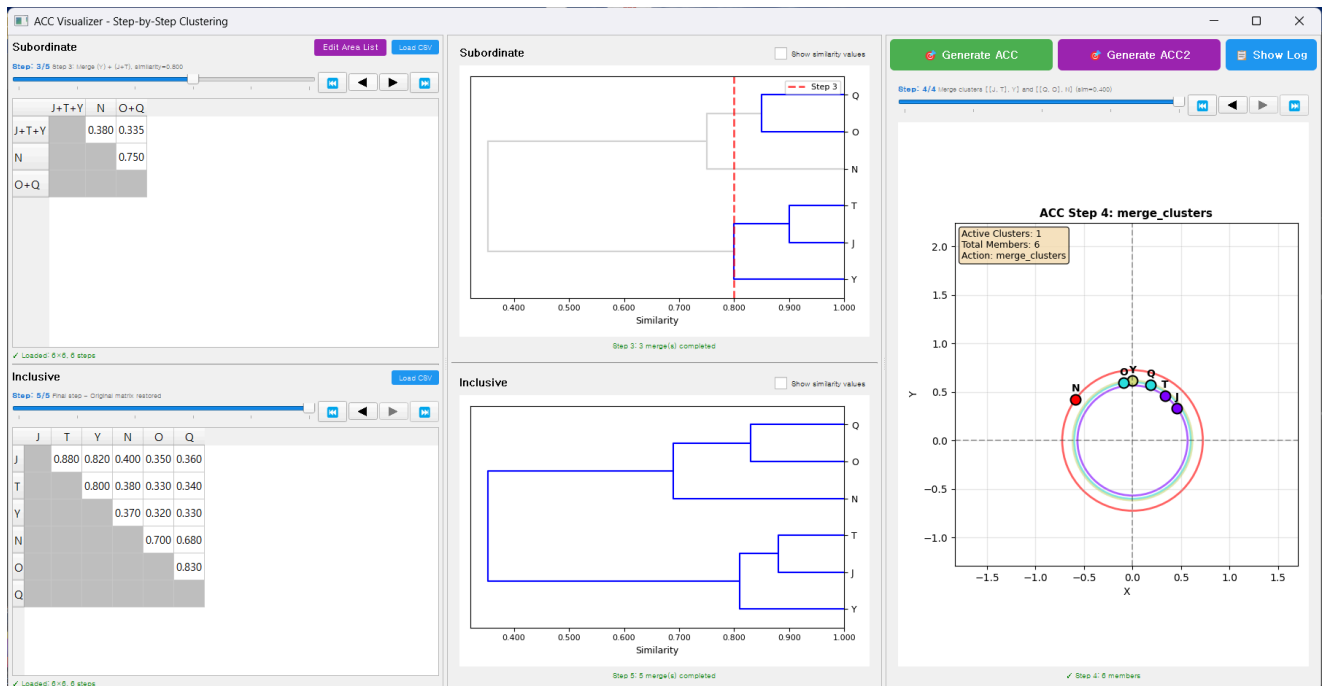 ACC Visualizer - Step-by-Step Clustering
Subordinate
Edit Area List
Load CSV
Step: 3/5 Step 3: Merge (Y) + (J+T), similarity=0.800
J+T+Y N O+Q
J+T+Y 0.380 0.335
N 0.750
O+Q
✓ Loaded: 6×6, 6 steps
Inclusive
Load CSV
Step: 5/5 Final step - Original matrix restored
J T Y N O Q
J 0.880 0.820 0.400 0.350 0.360
T 0.800 0.380 0.330 0.340
Y 0.370 0.320 0.330
N 0.700 0.680
O 0.830
Q
✓ Loaded: 6×6, 6 steps
Subordinate
Show similarity values
Step 3
Q
O
N
T
J
Y
0.400 0.500 0.600 0.700 0.800 0.900 1.000
Similarity
Step 3: 3 merge(s) completed
Inclusive
Show similarity values
Q
O
N
T
J
Y
0.400 0.500 0.600 0.700 0.800 0.900 1.000
Similarity
Step 5: 5 merge(s) completed
Generate ACC
Generate ACC2
Show Log
Step: 4/4 Merge clusters [[J, T], Y] and [[Q, O], N] (sim=0.400)
ACC Step 4: merge_clusters
Active Clusters: 1
Total Members: 6
Action: merge_clusters
2.0
1.5
1.0
0.5
0.0
−0.5
−1.0
Y
N O Y Q T J
−1.5 −1.0 −0.5 0.0 0.5 1.0 1.5
X
✓ Step 4: 6 members